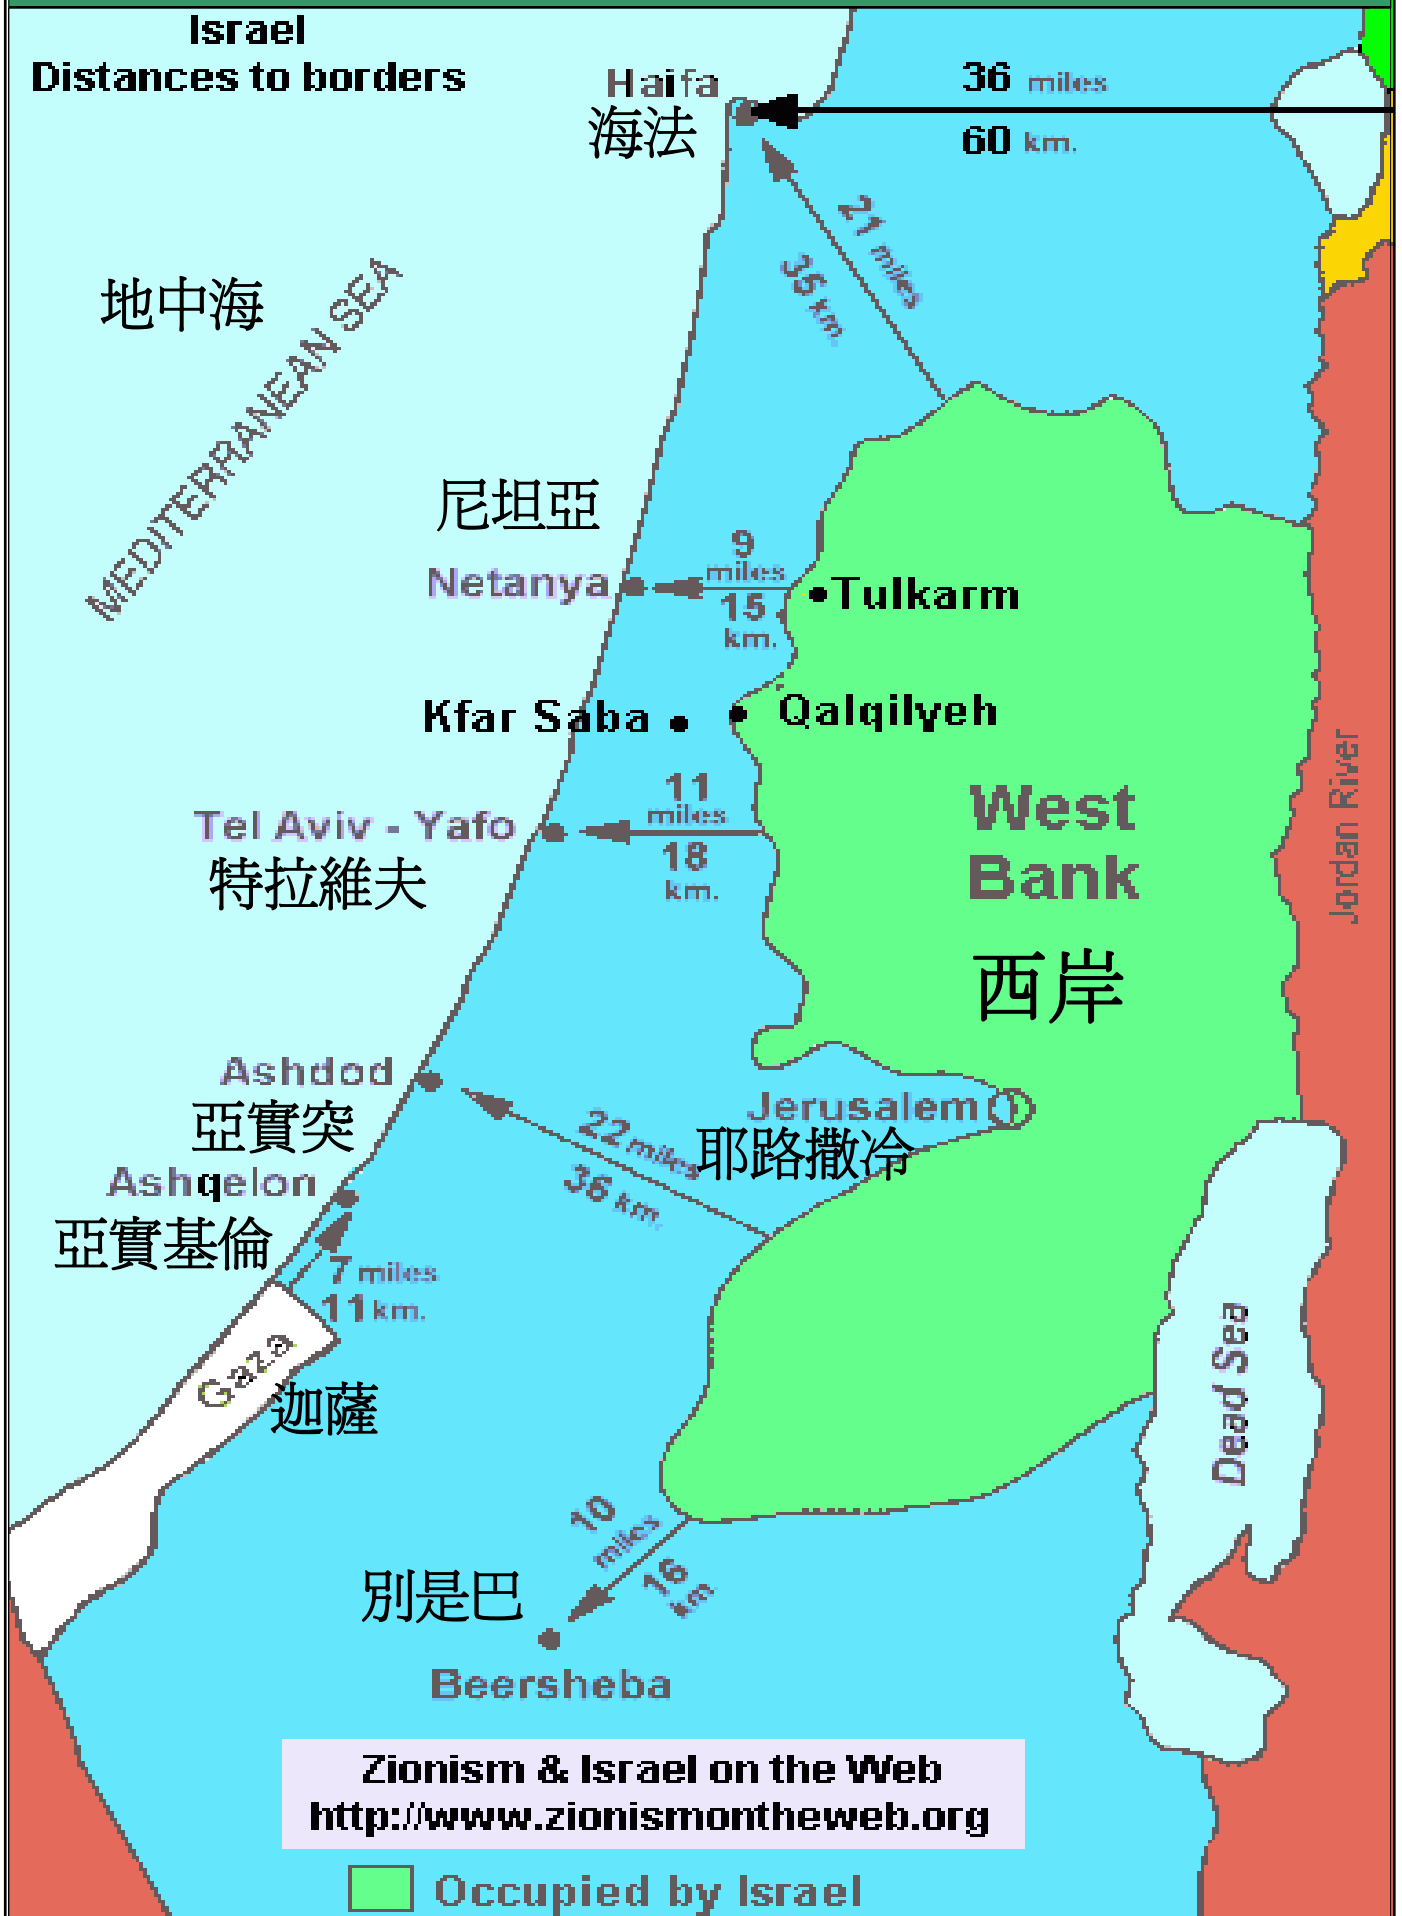 Israel
Distances to borders
Haifa
海法
36 miles
60 km.
21 miles
35 km.
地中海
MEDITERRANEAN SEA
尼坦亞
Netanya
9
miles
15
km.
Tulkarm
Kfar Saba
Qalqilyeh
Tel Aviv - Yafo
特拉維夫
11
miles
18
km.
West
Bank
西岸
Jordan River
Ashdod
亞實突
Jerusalem
耶路撒冷
22 miles
36 km.
Ashqelon
亞實基倫
7 miles
11 km.
Gaza
迦薩
Dead Sea
10
miles
16
km
別是巴
Beersheba
Zionism & Israel on the Web
http://www.zionismontheweb.org
Occupied by Israel